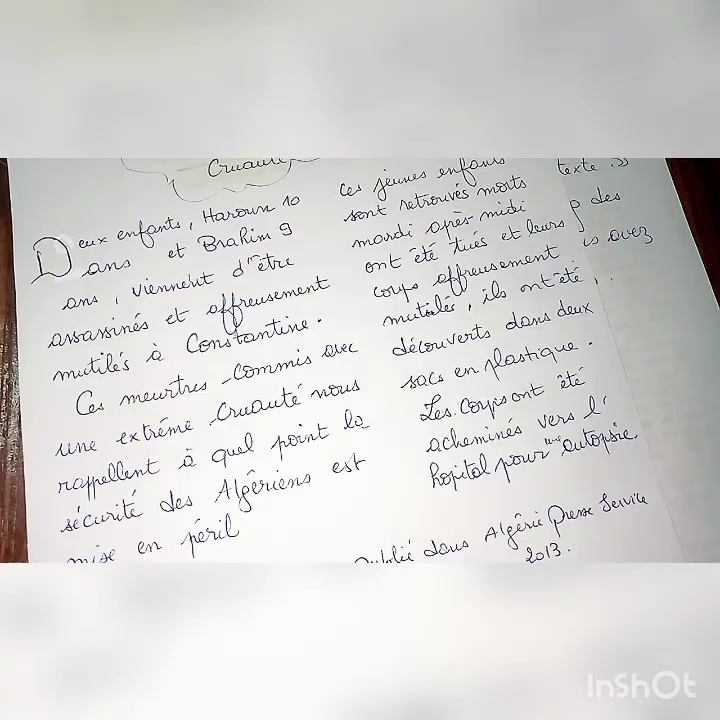 Cruauté
Deux enfants, Haroun 10
ans et Brahim 9
ans, viennent d'être
assassinés et affreusement
mutilés à Constantine.
Ces meurtres commis avec
une extrême cruauté nous
rappellent à quel point la
sécurité des Algériens est
mise en péril
Ces jeunes enfants
sont retrouvés morts
mardi après-midi
ont été tués et leurs
corps affreusement
mutilés, ils ont été
découverts dans deux
sacs en plastique.
Les corps ont été
acheminés vers l'
hopital pour autopsie.
Publié dans Algérie Presse Service
2013.
texte
des
avez
InShOt